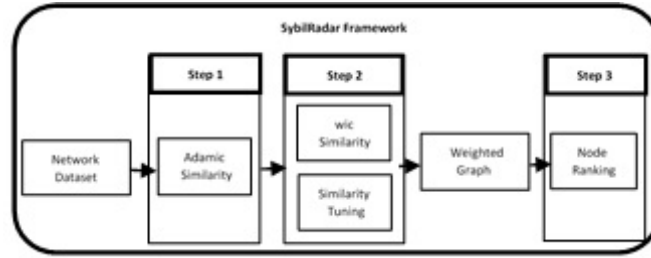 SybilRadar Framework
Step 1
Step 2
Step 3
Network
Dataset
Adamic
Similarity
wic
Similarity
Similarity
Tuning
Weighted
Graph
Node
Ranking